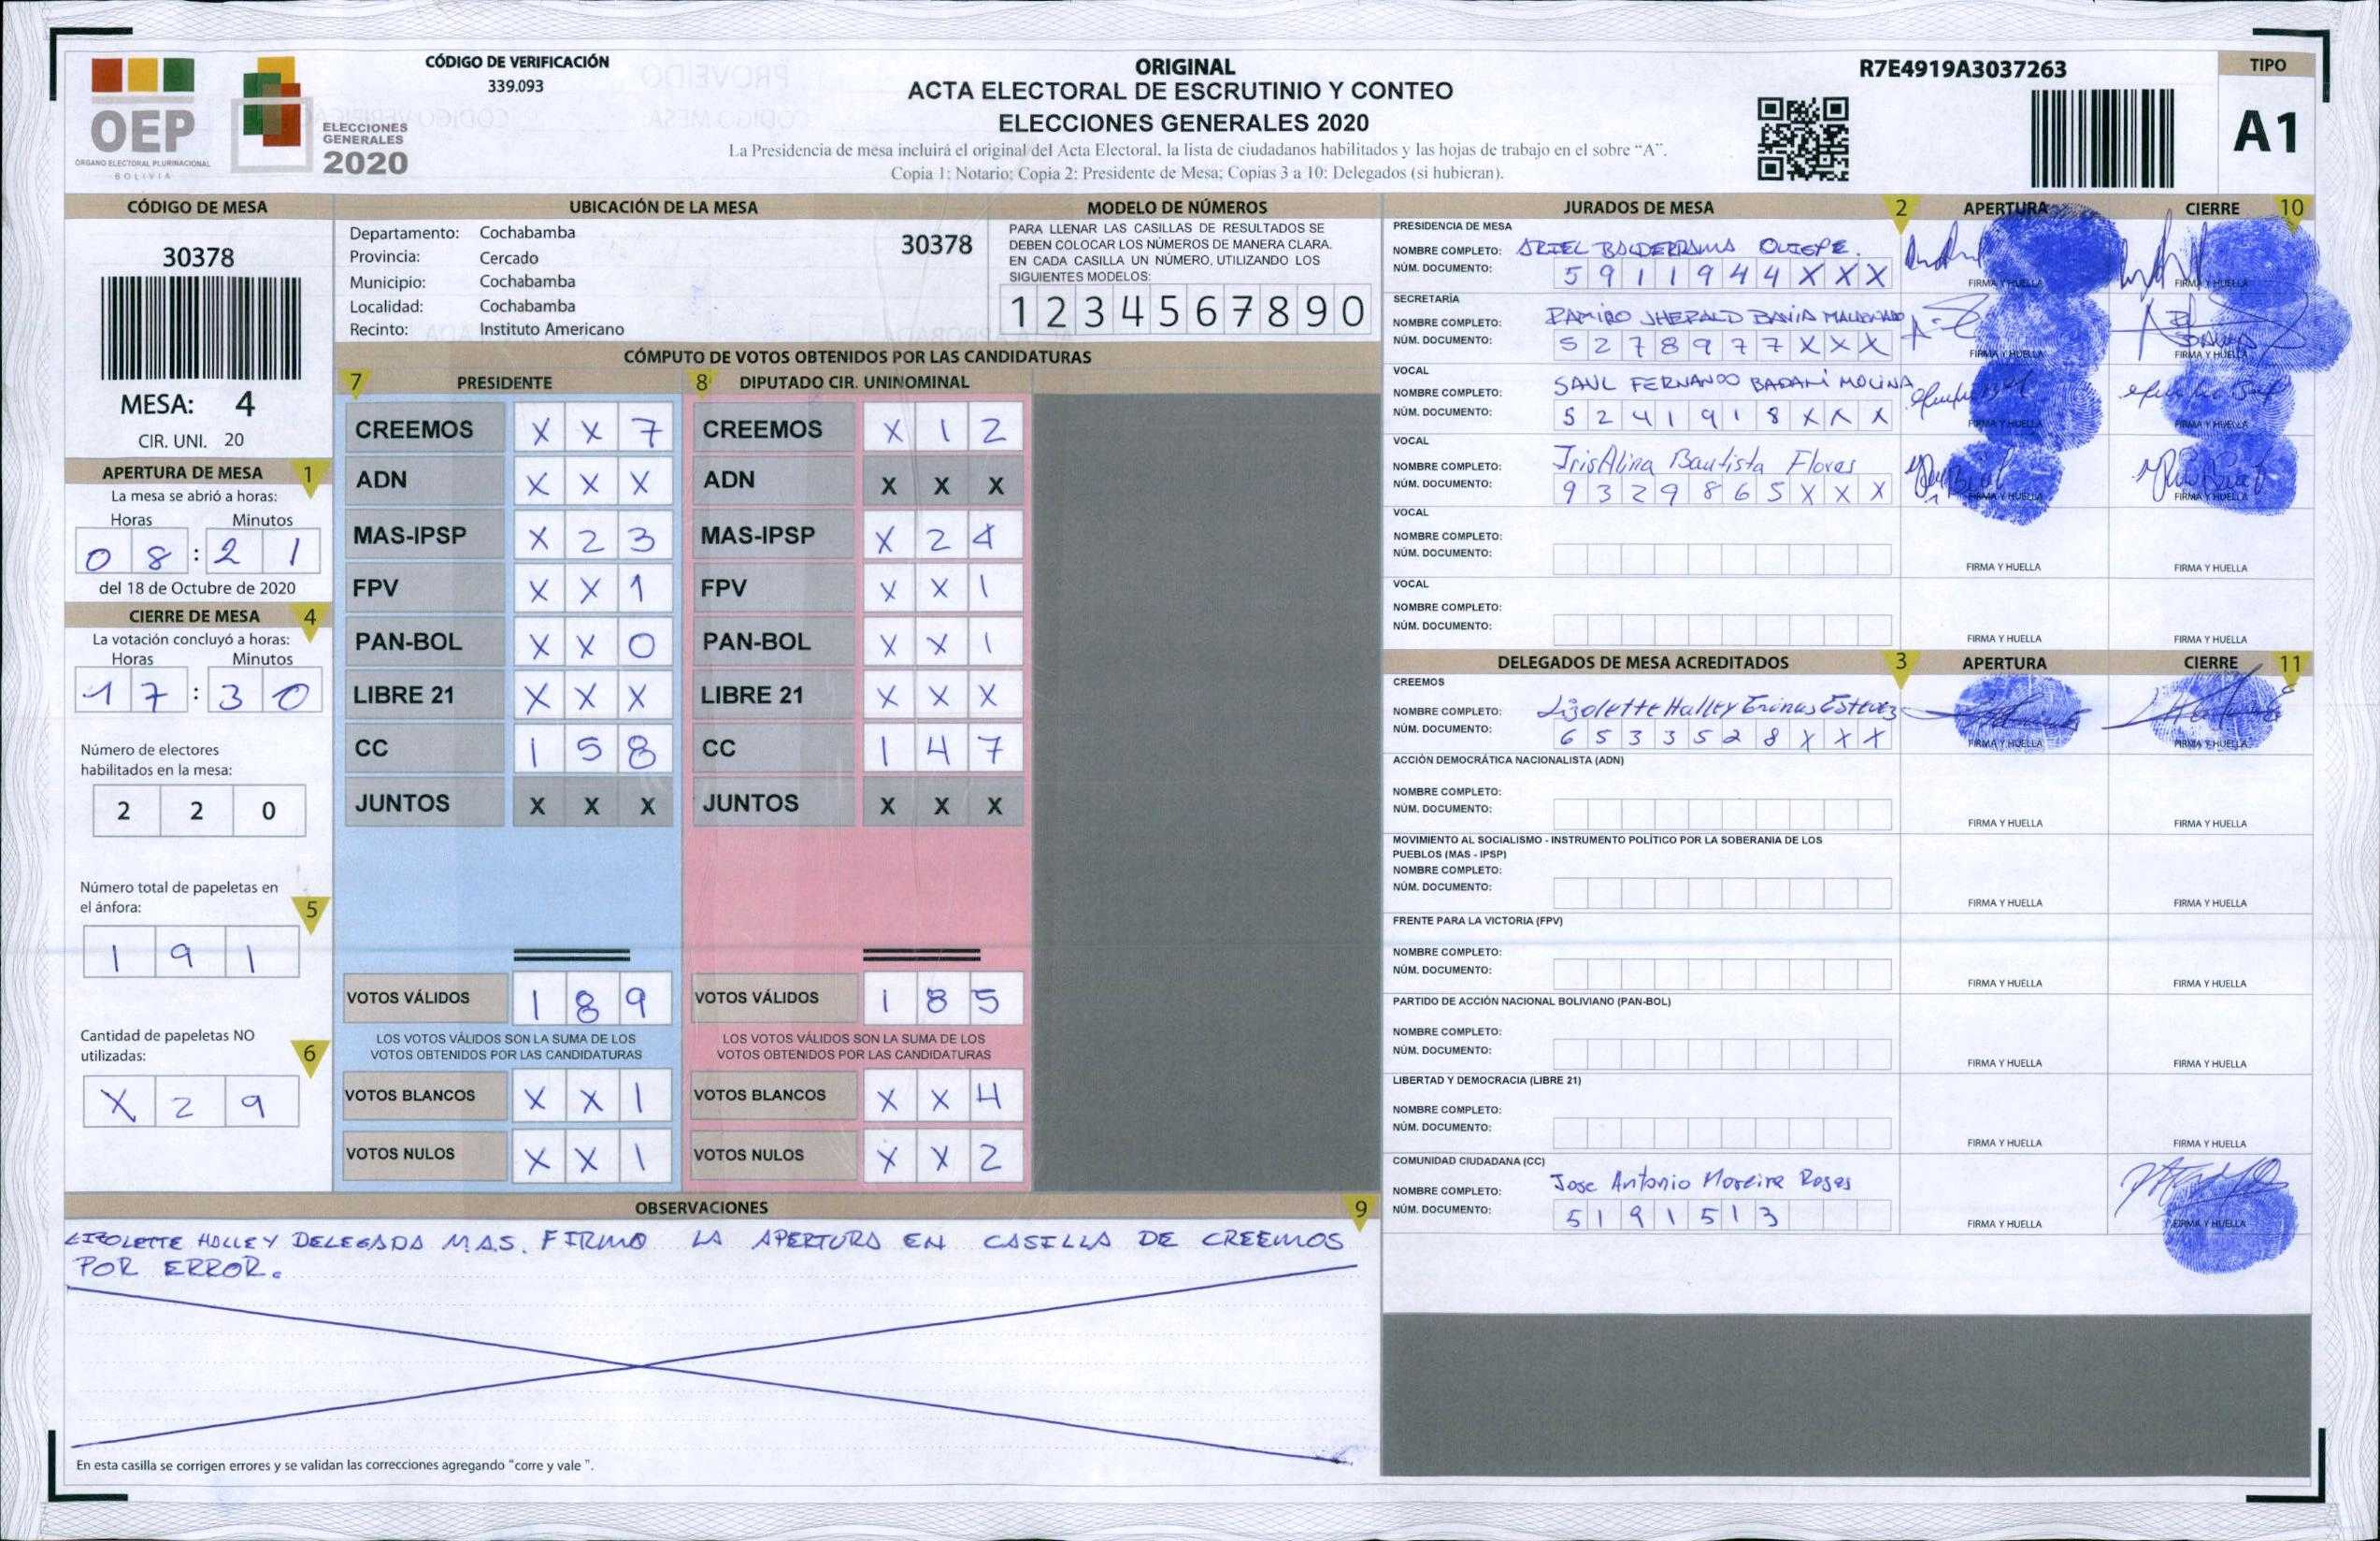 OEP
ÓRGANO ELECTORAL PLURINACIONAL
BOLIVIA
ELECCIONES
GENERALES
2020
CÓDIGO DE VERIFICACIÓN
339.093
ORIGINAL
ACTA ELECTORAL DE ESCRUTINIO Y CONTEO
ELECCIONES GENERALES 2020
La Presidencia de mesa incluirá el original del Acta Electoral, la lista de ciudadanos habilitados y las hojas de trabajo en el sobre "A".
Copia 1: Notario; Copia 2: Presidente de Mesa; Copias 3 a 10: Delegados (si hubieran).
R7E4919A3037263
TIPO
A1
CÓDIGO DE MESA
30378
MESA: 4
CIR. UNI. 20
APERTURA DE MESA 1
La mesa se abrió a horas:
Horas Minutos
0 8 : 2 1
del 18 de Octubre de 2020
CIERRE DE MESA 4
La votación concluyó a horas:
Horas Minutos
1 7 : 3 0
Número de electores
habilitados en la mesa:
2 2 0
Número total de papeletas en
el ánfora:
5
1 9 1
Cantidad de papeletas NO
utilizadas:
6
X 2 9
UBICACIÓN DE LA MESA
Departamento: Cochabamba
Provincia: Cercado
Municipio: Cochabamba
Localidad: Cochabamba
Recinto: Instituto Americano
30378
MODELO DE NÚMEROS
PARA LLENAR LAS CASILLAS DE RESULTADOS SE
DEBEN COLOCAR LOS NÚMEROS DE MANERA CLARA.
EN CADA CASILLA UN NÚMERO, UTILIZANDO LOS
SIGUIENTES MODELOS:
1 2 3 4 5 6 7 8 9 0
CÓMPUTO DE VOTOS OBTENIDOS POR LAS CANDIDATURAS
7 PRESIDENTE
CREEMOS X X 7
ADN X X X
MAS-IPSP X 2 3
FPV X X 1
PAN-BOL X X 0
LIBRE 21 X X X
CC 1 5 8
JUNTOS X X X
VOTOS VÁLIDOS 1 8 9
LOS VOTOS VÁLIDOS SON LA SUMA DE LOS
VOTOS OBTENIDOS POR LAS CANDIDATURAS
VOTOS BLANCOS X X 1
VOTOS NULOS X X 1
8 DIPUTADO CIR. UNINOMINAL
CREEMOS X 1 2
ADN X X X
MAS-IPSP X 2 4
FPV X X 1
PAN-BOL X X 1
LIBRE 21 X X X
CC 1 4 7
JUNTOS X X X
VOTOS VÁLIDOS 1 8 5
LOS VOTOS VÁLIDOS SON LA SUMA DE LOS
VOTOS OBTENIDOS POR LAS CANDIDATURAS
VOTOS BLANCOS X X 4
VOTOS NULOS X X 2
OBSERVACIONES 9
LIZOLETTE HALLEY DELEGADA M.A.S. FIRMO LA APERTURA EN CASILLA DE CREEMOS
POR ERROR.
En esta casilla se corrigen errores y se validan las correcciones agregando "corre y vale ".
JURADOS DE MESA 2 APERTURA CIERRE 10
PRESIDENCIA DE MESA
NOMBRE COMPLETO: ARIEL BALDERRAMA QUISPE.
NÚM. DOCUMENTO: 5 9 1 1 9 4 4 X X X
FIRMA Y HUELLA FIRMA Y HUELLA
SECRETARÍA
NOMBRE COMPLETO: RAMIRO JHERALD BAVIA MALDONADO
NÚM. DOCUMENTO: 5 2 7 8 9 7 7 X X X
FIRMA Y HUELLA FIRMA Y HUELLA
VOCAL
NOMBRE COMPLETO: SAUL FERNANDO BADANI MOLINA
NÚM. DOCUMENTO: 5 2 4 1 9 1 8 X X X
FIRMA Y HUELLA FIRMA Y HUELLA
VOCAL
NOMBRE COMPLETO: Iris Alina Bautista Flores
NÚM. DOCUMENTO: 9 3 2 9 8 6 5 X X X
FIRMA Y HUELLA FIRMA Y HUELLA
VOCAL
NOMBRE COMPLETO:
NÚM. DOCUMENTO:
FIRMA Y HUELLA FIRMA Y HUELLA
VOCAL
NOMBRE COMPLETO:
NÚM. DOCUMENTO:
FIRMA Y HUELLA FIRMA Y HUELLA
DELEGADOS DE MESA ACREDITADOS 3 APERTURA CIERRE 11
CREEMOS
NOMBRE COMPLETO: Lizolette Halley Estevez
NÚM. DOCUMENTO: 6 5 3 3 5 2 8 X X X
FIRMA Y HUELLA FIRMA Y HUELLA
ACCIÓN DEMOCRÁTICA NACIONALISTA (ADN)
NOMBRE COMPLETO:
NÚM. DOCUMENTO:
FIRMA Y HUELLA FIRMA Y HUELLA
MOVIMIENTO AL SOCIALISMO - INSTRUMENTO POLÍTICO POR LA SOBERANIA DE LOS
PUEBLOS (MAS - IPSP)
NOMBRE COMPLETO:
NÚM. DOCUMENTO:
FIRMA Y HUELLA FIRMA Y HUELLA
FRENTE PARA LA VICTORIA (FPV)
NOMBRE COMPLETO:
NÚM. DOCUMENTO:
FIRMA Y HUELLA FIRMA Y HUELLA
PARTIDO DE ACCIÓN NACIONAL BOLIVIANO (PAN-BOL)
NOMBRE COMPLETO:
NÚM. DOCUMENTO:
FIRMA Y HUELLA FIRMA Y HUELLA
LIBERTAD Y DEMOCRACIA (LIBRE 21)
NOMBRE COMPLETO:
NÚM. DOCUMENTO:
FIRMA Y HUELLA FIRMA Y HUELLA
COMUNIDAD CIUDADANA (CC)
NOMBRE COMPLETO: Jose Antonio Moreira Rosas
NÚM. DOCUMENTO: 5 1 9 1 5 1 3
FIRMA Y HUELLA FIRMA Y HUELLA